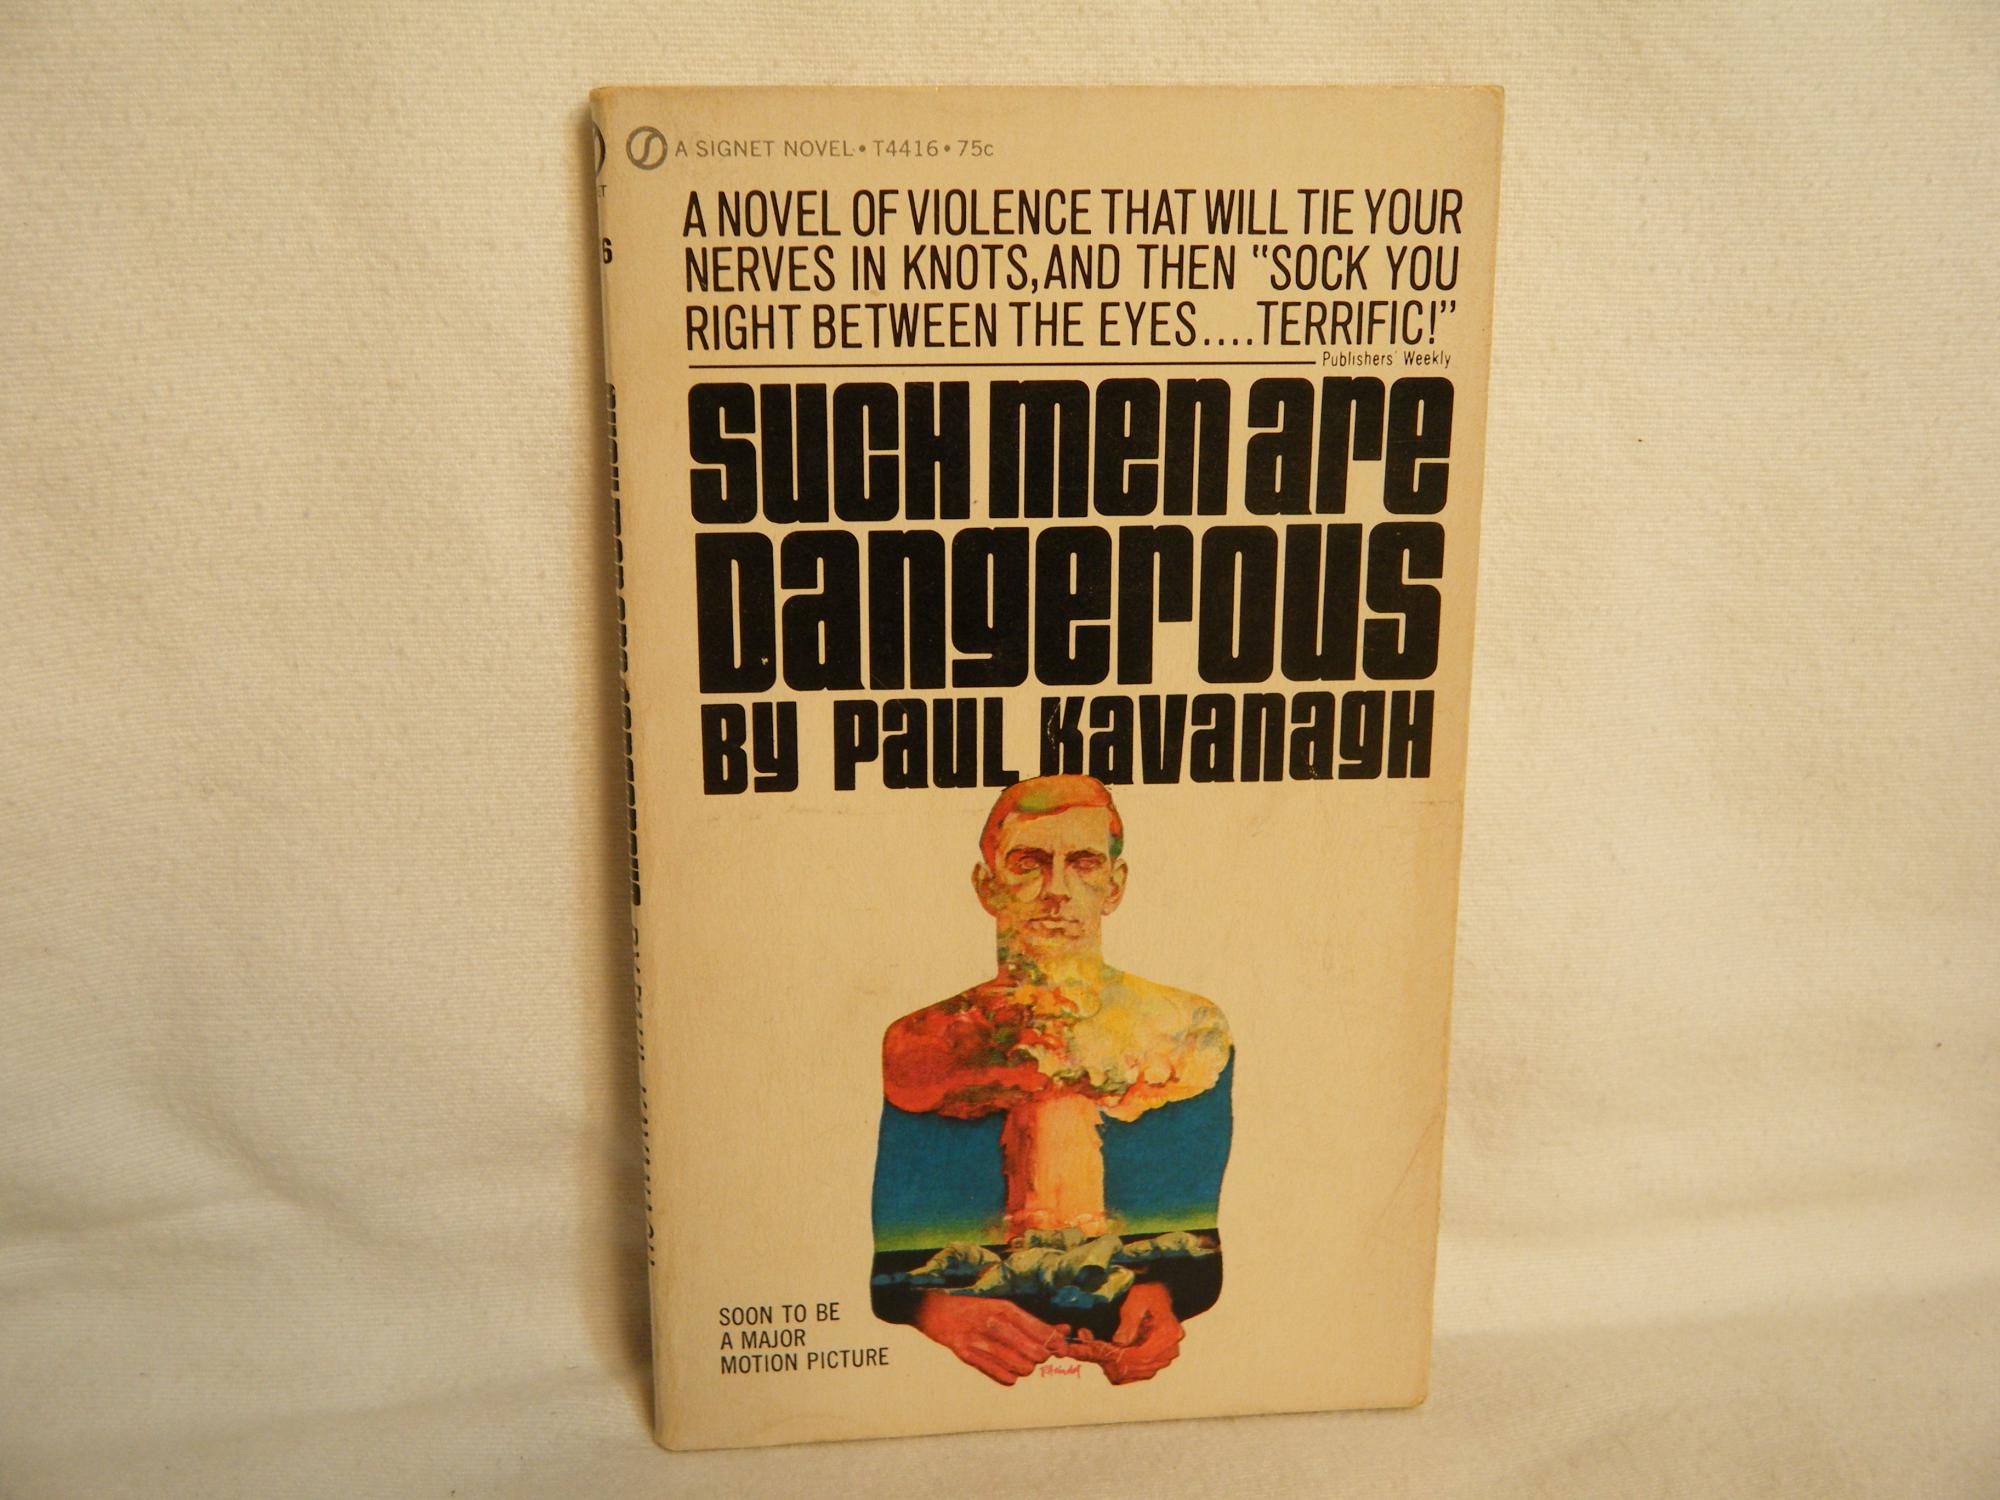 A SIGNET NOVEL • T4416 • 75c
A NOVEL OF VIOLENCE THAT WILL TIE YOUR
NERVES IN KNOTS, AND THEN "SOCK YOU
RIGHT BETWEEN THE EYES....TERRIFIC!"
Publishers' Weekly
SUCH men are
Dangerous
BY PAUL KAVANAGH
SOON TO BE
A MAJOR
MOTION PICTURE